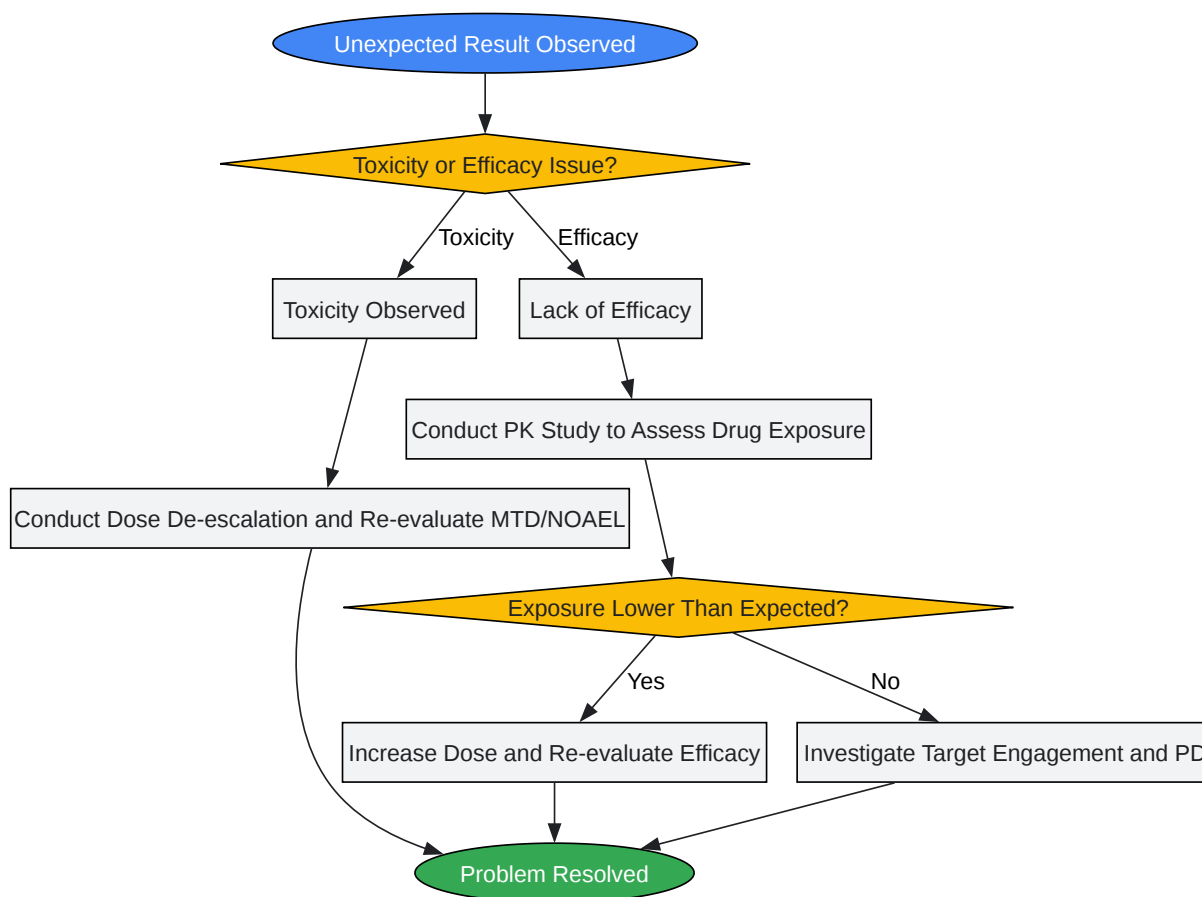 Unexpected Result Observed
Toxicity or Efficacy Issue?
Toxicity
Efficacy
Toxicity Observed
Lack of Efficacy
Conduct PK Study to Assess Drug Exposure
Conduct Dose De-escalation and Re-evaluate MTD/NOAEL
Exposure Lower Than Expected?
Yes
No
Increase Dose and Re-evaluate Efficacy
Investigate Target Engagement and PD
Problem Resolved